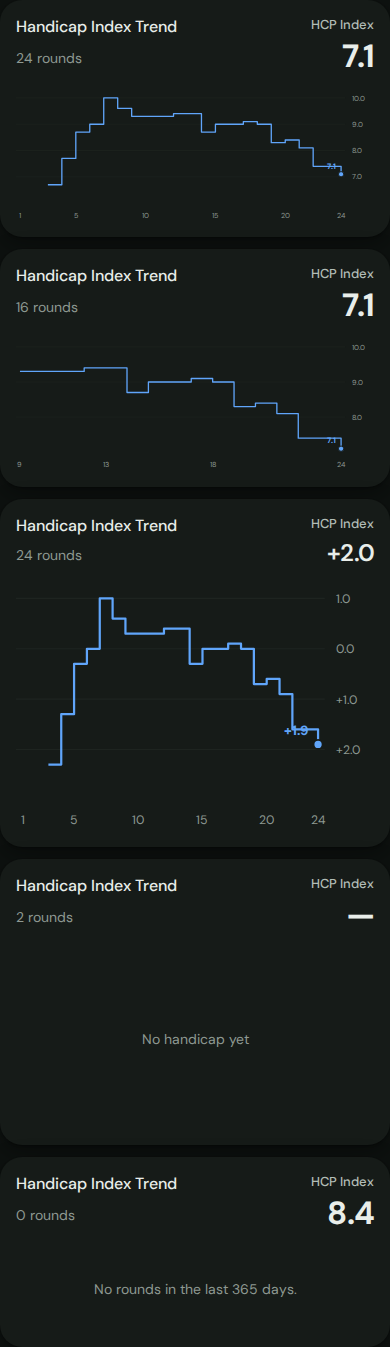 Handicap Index Trend
HCP Index
24 rounds
7.1
10.0
9.0
8.0
7.1
7.0
1 5 10 15 20 24
Handicap Index Trend
HCP Index
16 rounds
7.1
10.0
9.0
8.0
7.1
9 13 18 24
Handicap Index Trend
HCP Index
24 rounds
+2.0
1.0
0.0
+1.0
+1.9
+2.0
1 5 10 15 20 24
Handicap Index Trend
HCP Index
2 rounds
—
No handicap yet
Handicap Index Trend
HCP Index
0 rounds
8.4
No rounds in the last 365 days.